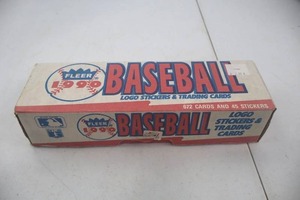 FLEER
1990
BASEBALL
LOGO STICKERS & TRADING CARDS
672 CARDS AND 45 STICKERS
FLEER
1990
BASEBALL
LOGO
STICKERS &
TRADING
CARDS